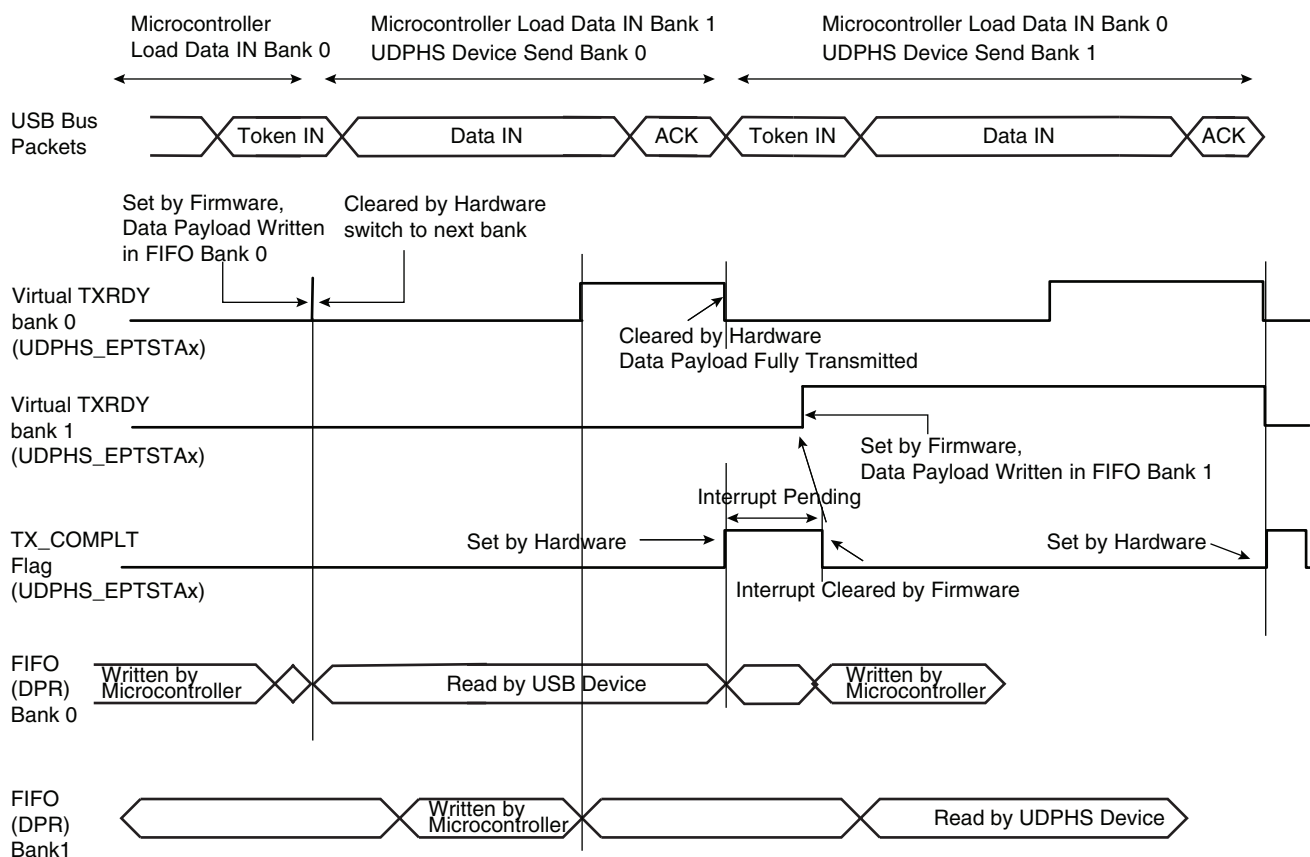 Microcontroller
Load Data IN Bank 0
Microcontroller Load Data IN Bank 1
UDPHS Device Send Bank 0
Microcontroller Load Data IN Bank 0
UDPHS Device Send Bank 1
USB Bus
Packets
Token IN
Data IN
ACK
Token IN
Data IN
ACK
Set by Firmware,
Data Payload Written
in FIFO Bank 0
Cleared by Hardware
switch to next bank
Virtual TXRDY
bank 0
(UDPHS_EPTSTAx)
Cleared by Hardware
Data Payload Fully Transmitted
Virtual TXRDY
bank 1
(UDPHS_EPTSTAx)
Set by Firmware,
Data Payload Written in FIFO Bank 1
Interrupt Pending
TX_COMPLT
Flag
(UDPHS_EPTSTAx)
Set by Hardware
Set by Hardware
Interrupt Cleared by Firmware
FIFO
(DPR)
Bank 0
Written by
Microcontroller
Read by USB Device
Written by
Microcontroller
FIFO
(DPR)
Bank1
Written by
Microcontroller
Read by UDPHS Device